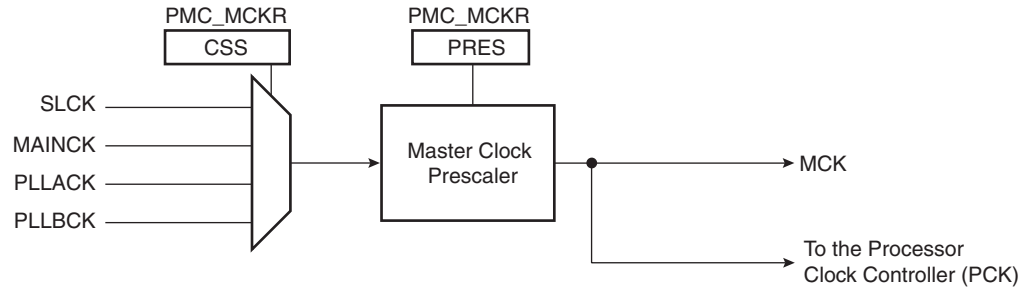 PMC_MCKR
PMC_MCKR
CSS
PRES
SLCK
MAINCK
PLLACK
PLLBCK
Master Clock
Prescaler
MCK
To the Processor
Clock Controller (PCK)